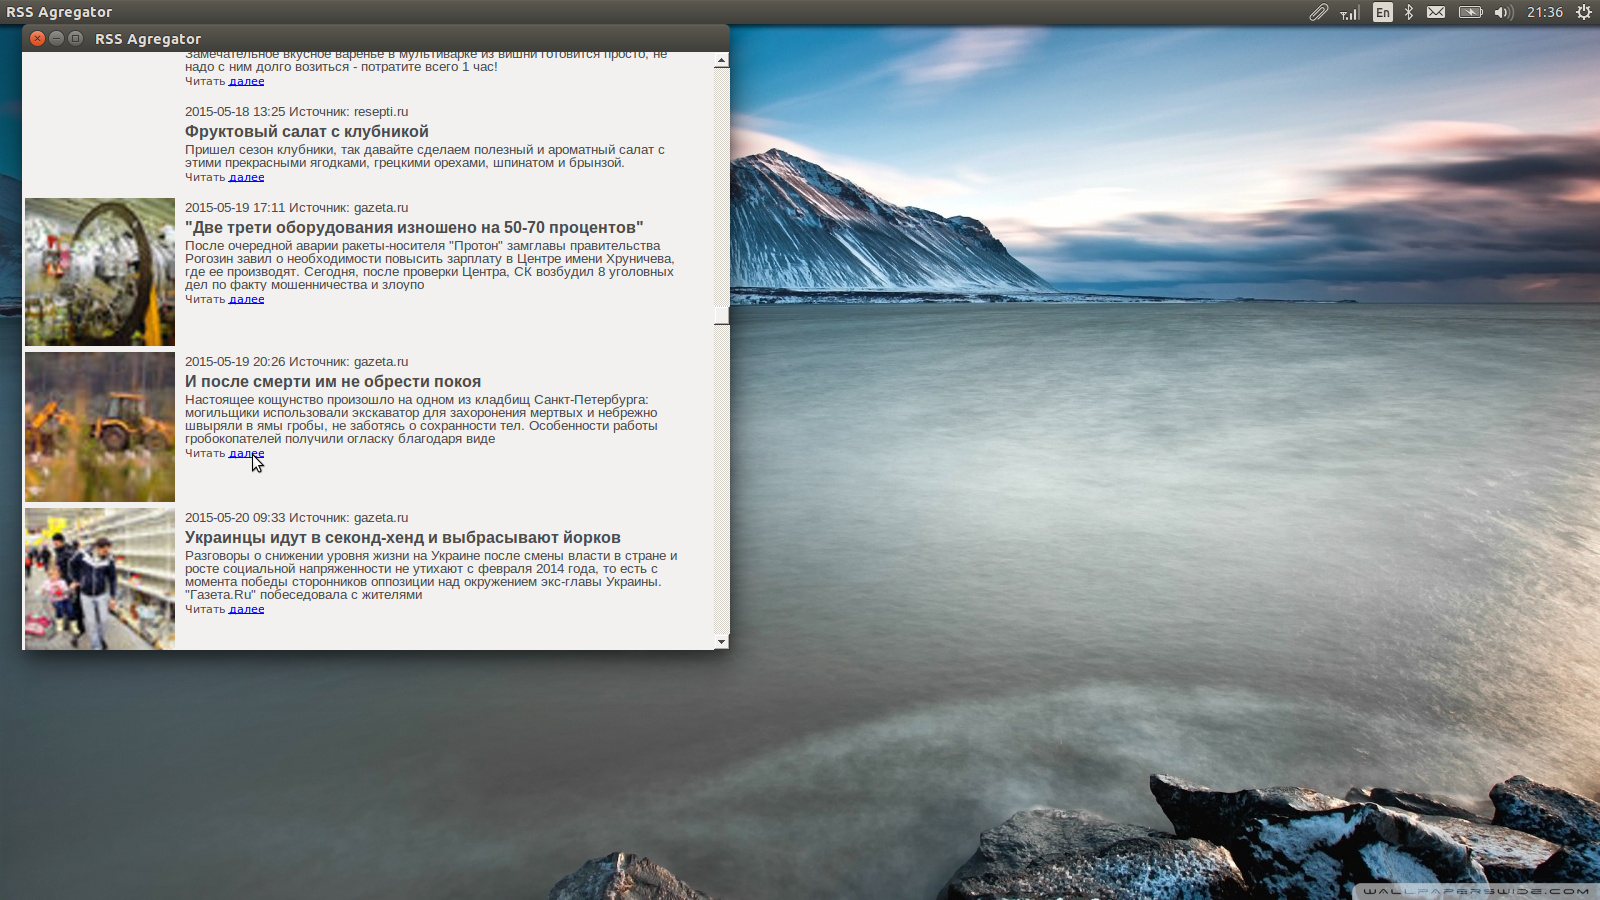 RSS Agregator
En
21:36
RSS Agregator
Замечательное вкусное варенье в мультиварке из вишни готовится просто, не
надо с ним долго возиться - потратите всего 1 час!
Читать далее
2015-05-18 13:25 Источник: resepti.ru
Фруктовый салат с клубникой
Пришел сезон клубники, так давайте сделаем полезный и ароматный салат с
этими прекрасными ягодками, грецкими орехами, шпинатом и брынзой.
Читать далее
2015-05-19 17:11 Источник: gazeta.ru
"Две трети оборудования изношено на 50-70 процентов"
После очередной аварии ракеты-носителя "Протон" замглавы правительства
Рогозин завил о необходимости повысить зарплату в Центре имени Хруничева,
где ее производят. Сегодня, после проверки Центра, СК возбудил 8 уголовных
дел по факту мошенничества и злоупо
Читать далее
2015-05-19 20:26 Источник: gazeta.ru
И после смерти им не обрести покоя
Настоящее кощунство произошло на одном из кладбищ Санкт-Петербурга:
могильщики использовали экскаватор для захоронения мертвых и небрежно
швыряли в ямы гробы, не заботясь о сохранности тел. Особенности работы
гробокопателей получили огласку благодаря виде
Читать далее
2015-05-20 09:33 Источник: gazeta.ru
Украинцы идут в секонд-хенд и выбрасывают йорков
Разговоры о снижении уровня жизни на Украине после смены власти в стране и
росте социальной напряженности не утихают с февраля 2014 года, то есть с
момента победы сторонников оппозиции над окружением экс-главы Украины.
"Газета.Ru" побеседовала с жителями
Читать далее
WALLPAPERSWIDE.COM